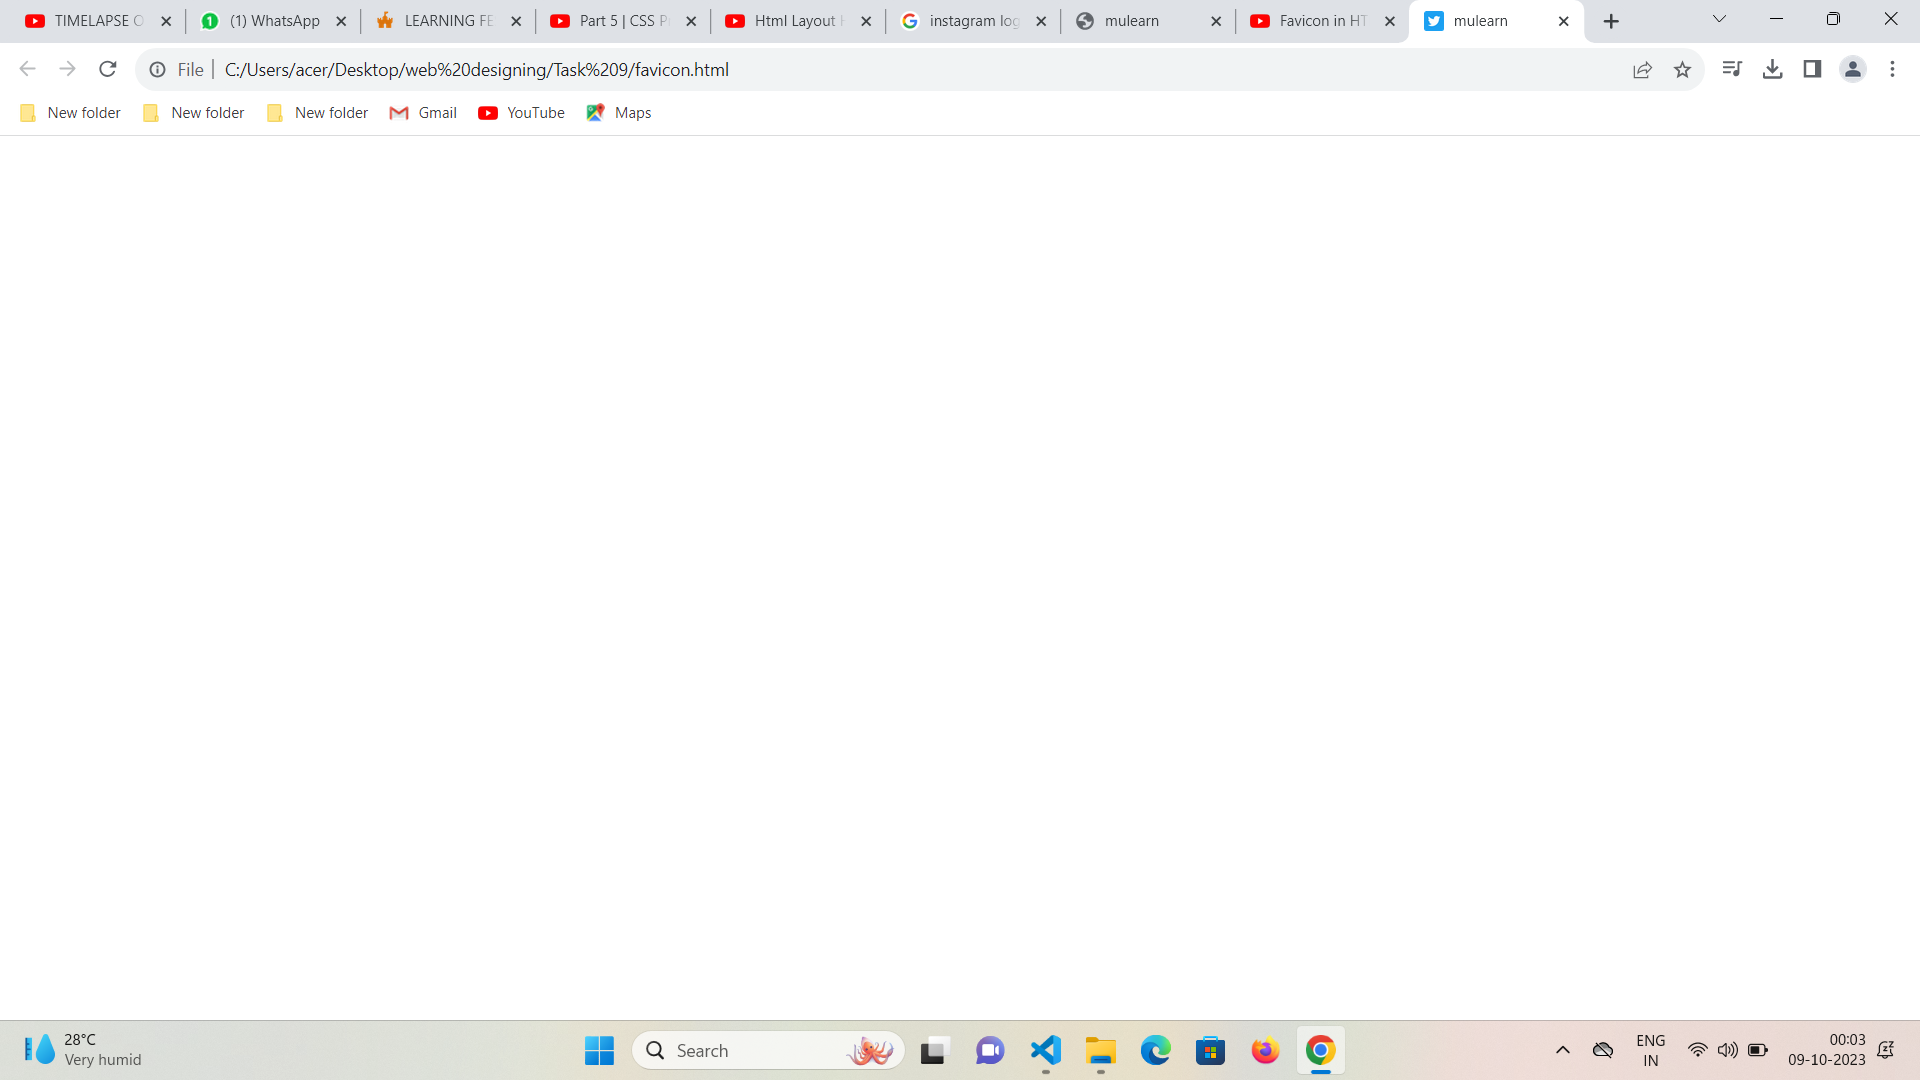 TIMELAPSE O
(1) WhatsApp
LEARNING FE
Part 5 | CSS P
Html Layout
instagram log
mulearn
Favicon in HT
mulearn
File
C:/Users/acer/Desktop/web%20designing/Task%209/favicon.html
New folder
New folder
New folder
Gmail
YouTube
Maps
28°C
Very humid
Search
ENG
IN
00:03
09-10-2023